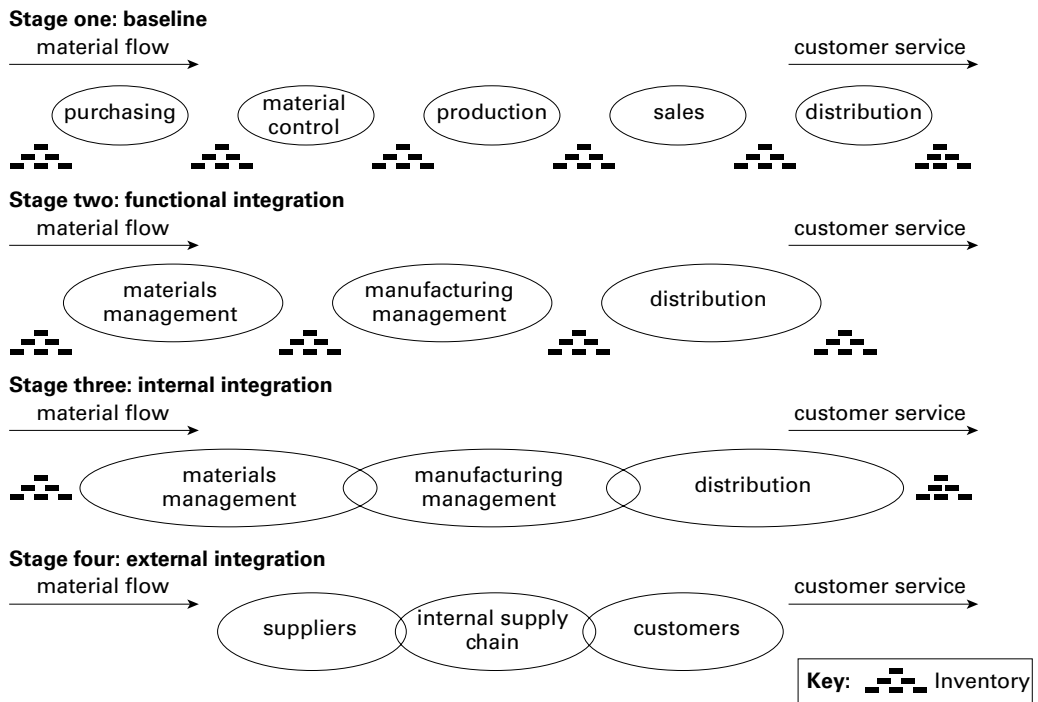 Stage one: baseline
material flow
customer service
purchasing
material
control
production
sales
distribution
Stage two: functional integration
material flow
customer service
materials
management
manufacturing
management
distribution
Stage three: internal integration
material flow
customer service
materials
management
manufacturing
management
distribution
Stage four: external integration
material flow
customer service
suppliers
internal supply
chain
customers
Key:
Inventory